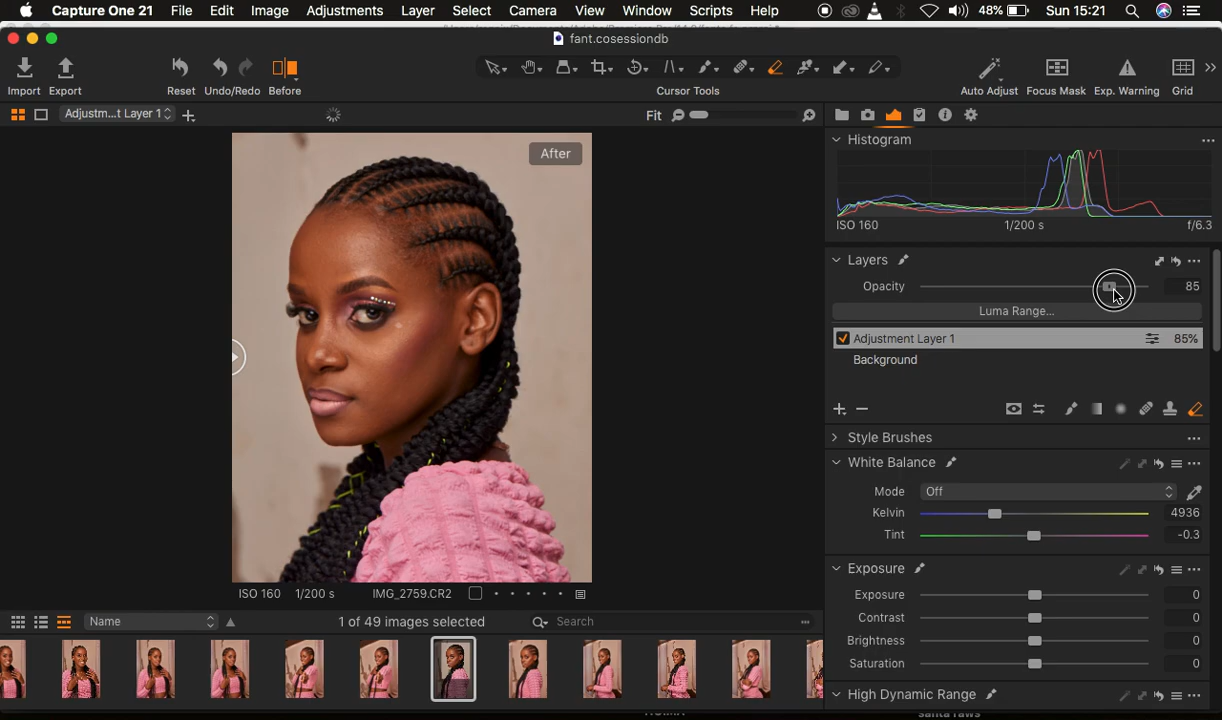 Capture One 21 File Edit Image Adjustments Layer Select Camera View Window Scripts Help 48% Sun 15:21
fant.cosessiondb
Import Export Reset Undo/Redo Before Cursor Tools Auto Adjust Focus Mask Exp. Warning Grid
Adjustm...t Layer 1 Fit
After
Histogram
ISO 160 1/200 s f/6.3
Layers
Opacity 85
Luma Range...
Adjustment Layer 1 85%
Background
Style Brushes
White Balance
Mode Off
Kelvin 4936
Tint -0.3
Exposure
Exposure 0
Contrast 0
Brightness 0
Saturation 0
High Dynamic Range
ISO 160 1/200 s IMG_2759.CR2
Name 1 of 49 images selected Search